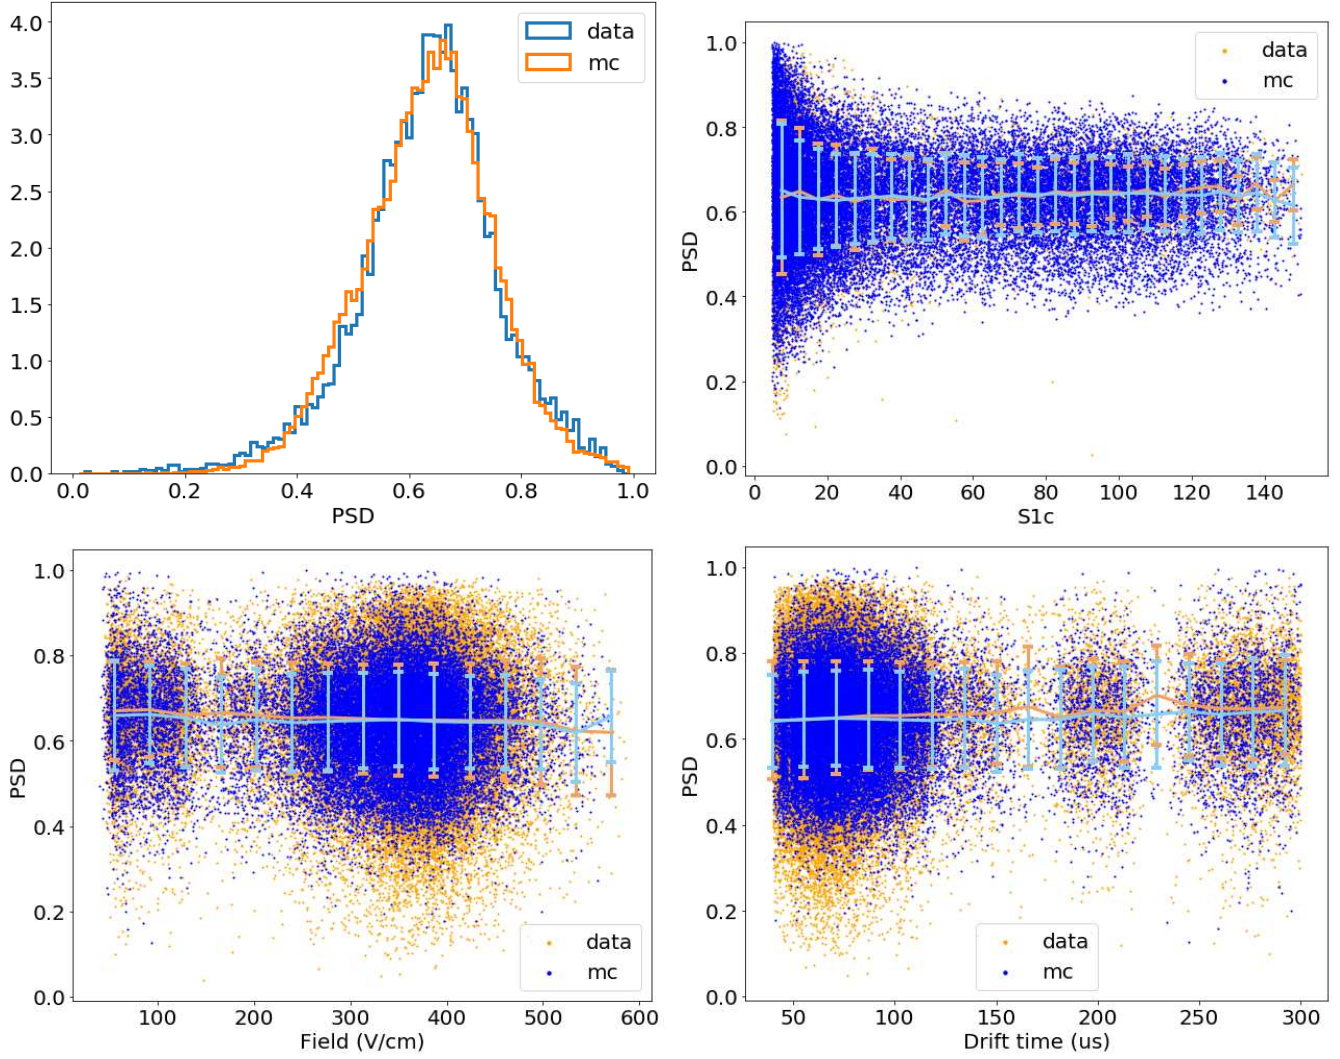 4.0
3.5
3.0
2.5
2.0
1.5
1.0
0.5
0.0
0.0 0.2 0.4 0.6 0.8 1.0
PSD
data
mc
1.0
0.8
0.6
0.4
0.2
0.0
PSD
0 20 40 60 80 100 120 140
S1c
data
mc
1.0
0.8
0.6
0.4
0.2
0.0
PSD
100 200 300 400 500 600
Field (V/cm)
data
mc
1.0
0.8
0.6
0.4
0.2
0.0
PSD
50 100 150 200 250 300
Drift time (us)
data
mc